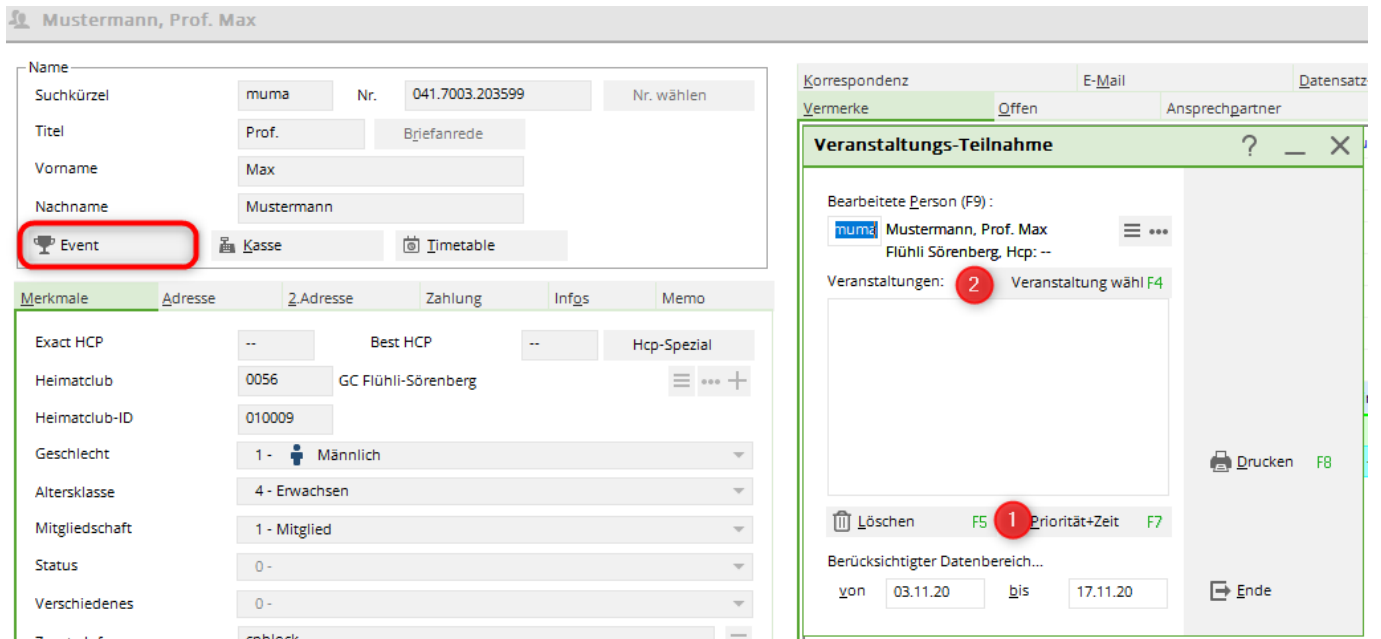 Mustermann, Prof. Max
Name
Suchkürzel muma Nr. 041.7003.203599 Nr. wählen
Titel Prof. Briefanrede
Vorname Max
Nachname Mustermann
Event Kasse Timetable
Merkmale Adresse 2.Adresse Zahlung Infos Memo
Exact HCP -- Best HCP -- Hcp-Spezial
Heimatclub 0056 GC Flühli-Sörenberg
Heimatclub-ID 010009
Geschlecht 1 - Männlich
Altersklasse 4 - Erwachsen
Mitgliedschaft 1 - Mitglied
Status 0 -
Verschiedenes 0 -
Korrespondenz E-Mail Datensatz
Vermerke Offen Ansprechpartner
Veranstaltungs-Teilnahme ?
Bearbeitete Person (F9) :
muma Mustermann, Prof. Max
Flühli Sörenberg, Hcp: --
Veranstaltungen: 2 Veranstaltung wähl F4
Löschen F5 1 Priorität+Zeit F7
Berücksichtigter Datenbereich...
von 03.11.20 bis 17.11.20
Drucken F8
Ende